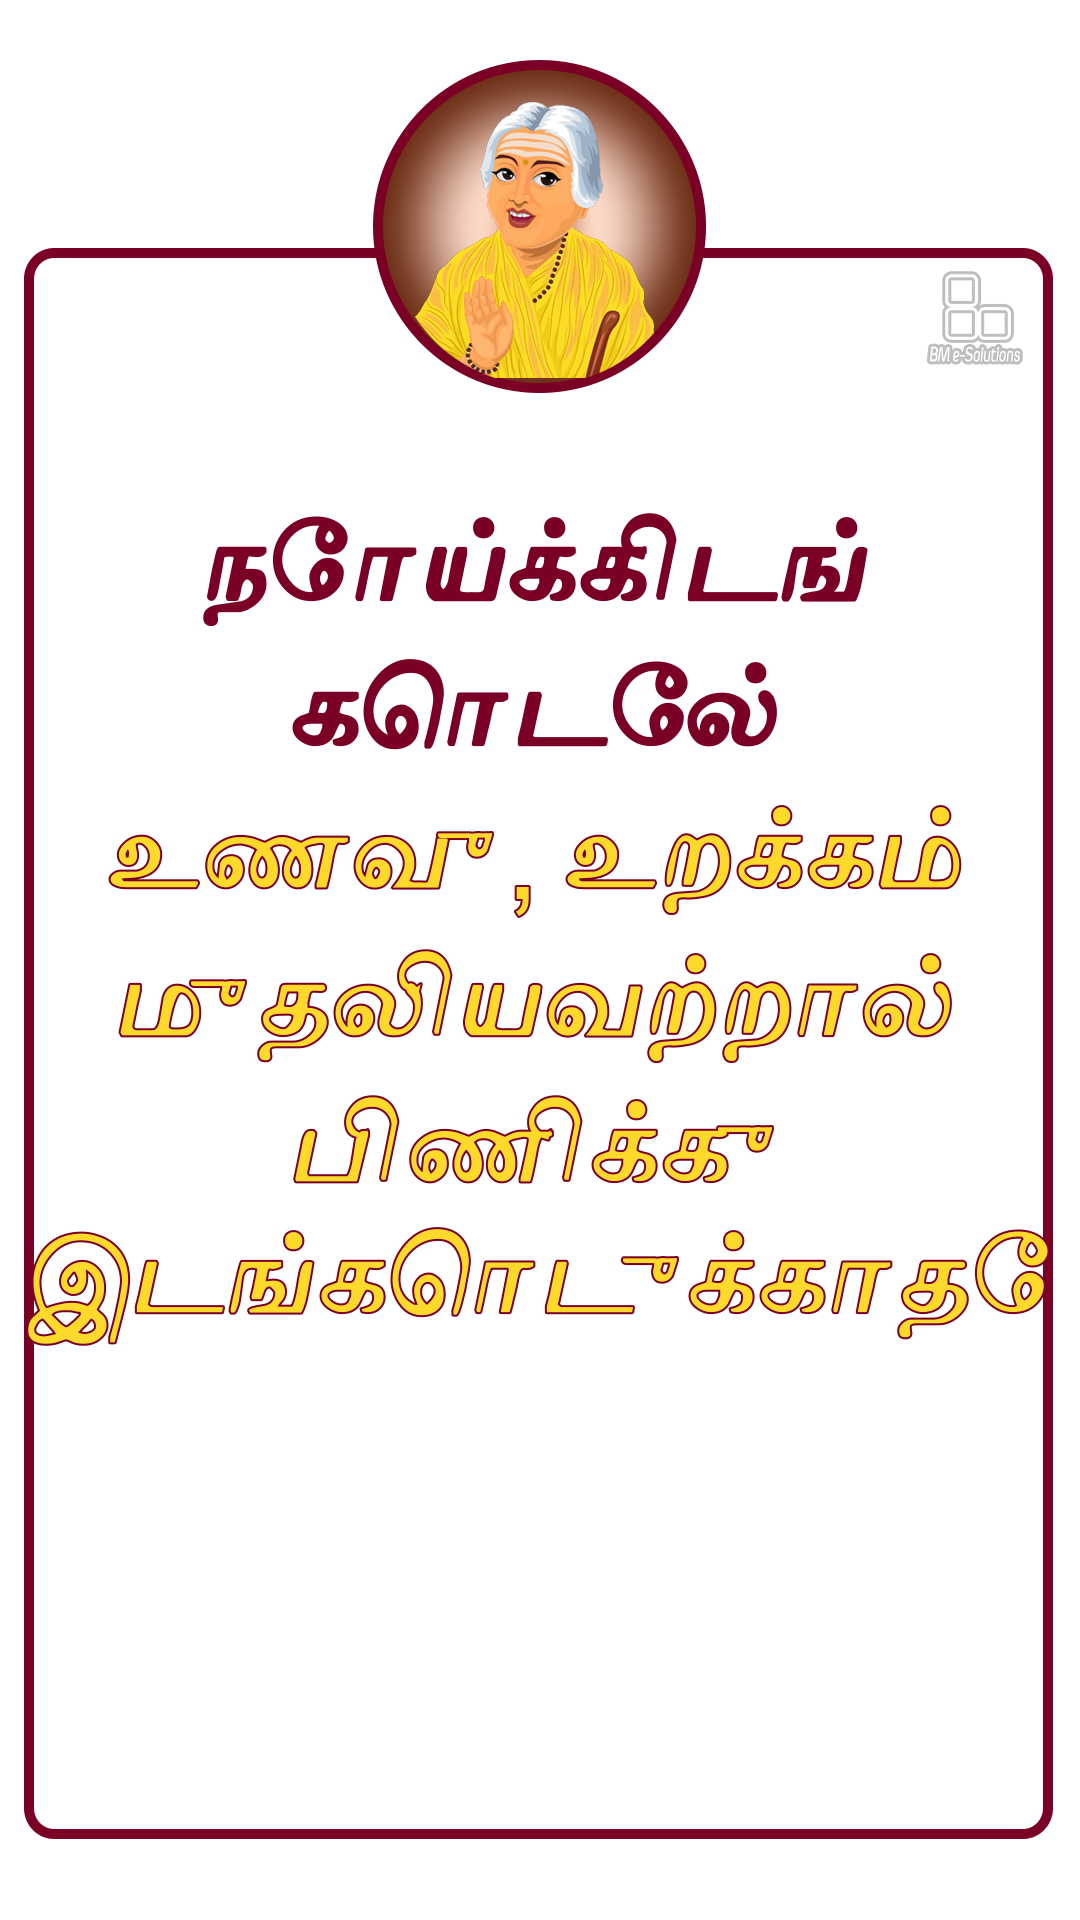 BM e-Solutions
நோய்க்கிடங்
கொடேல்
உணவு, உறக்கம்
முதலியவற்றால்
பிணிக்கு
இடங்கொடுக்காதே